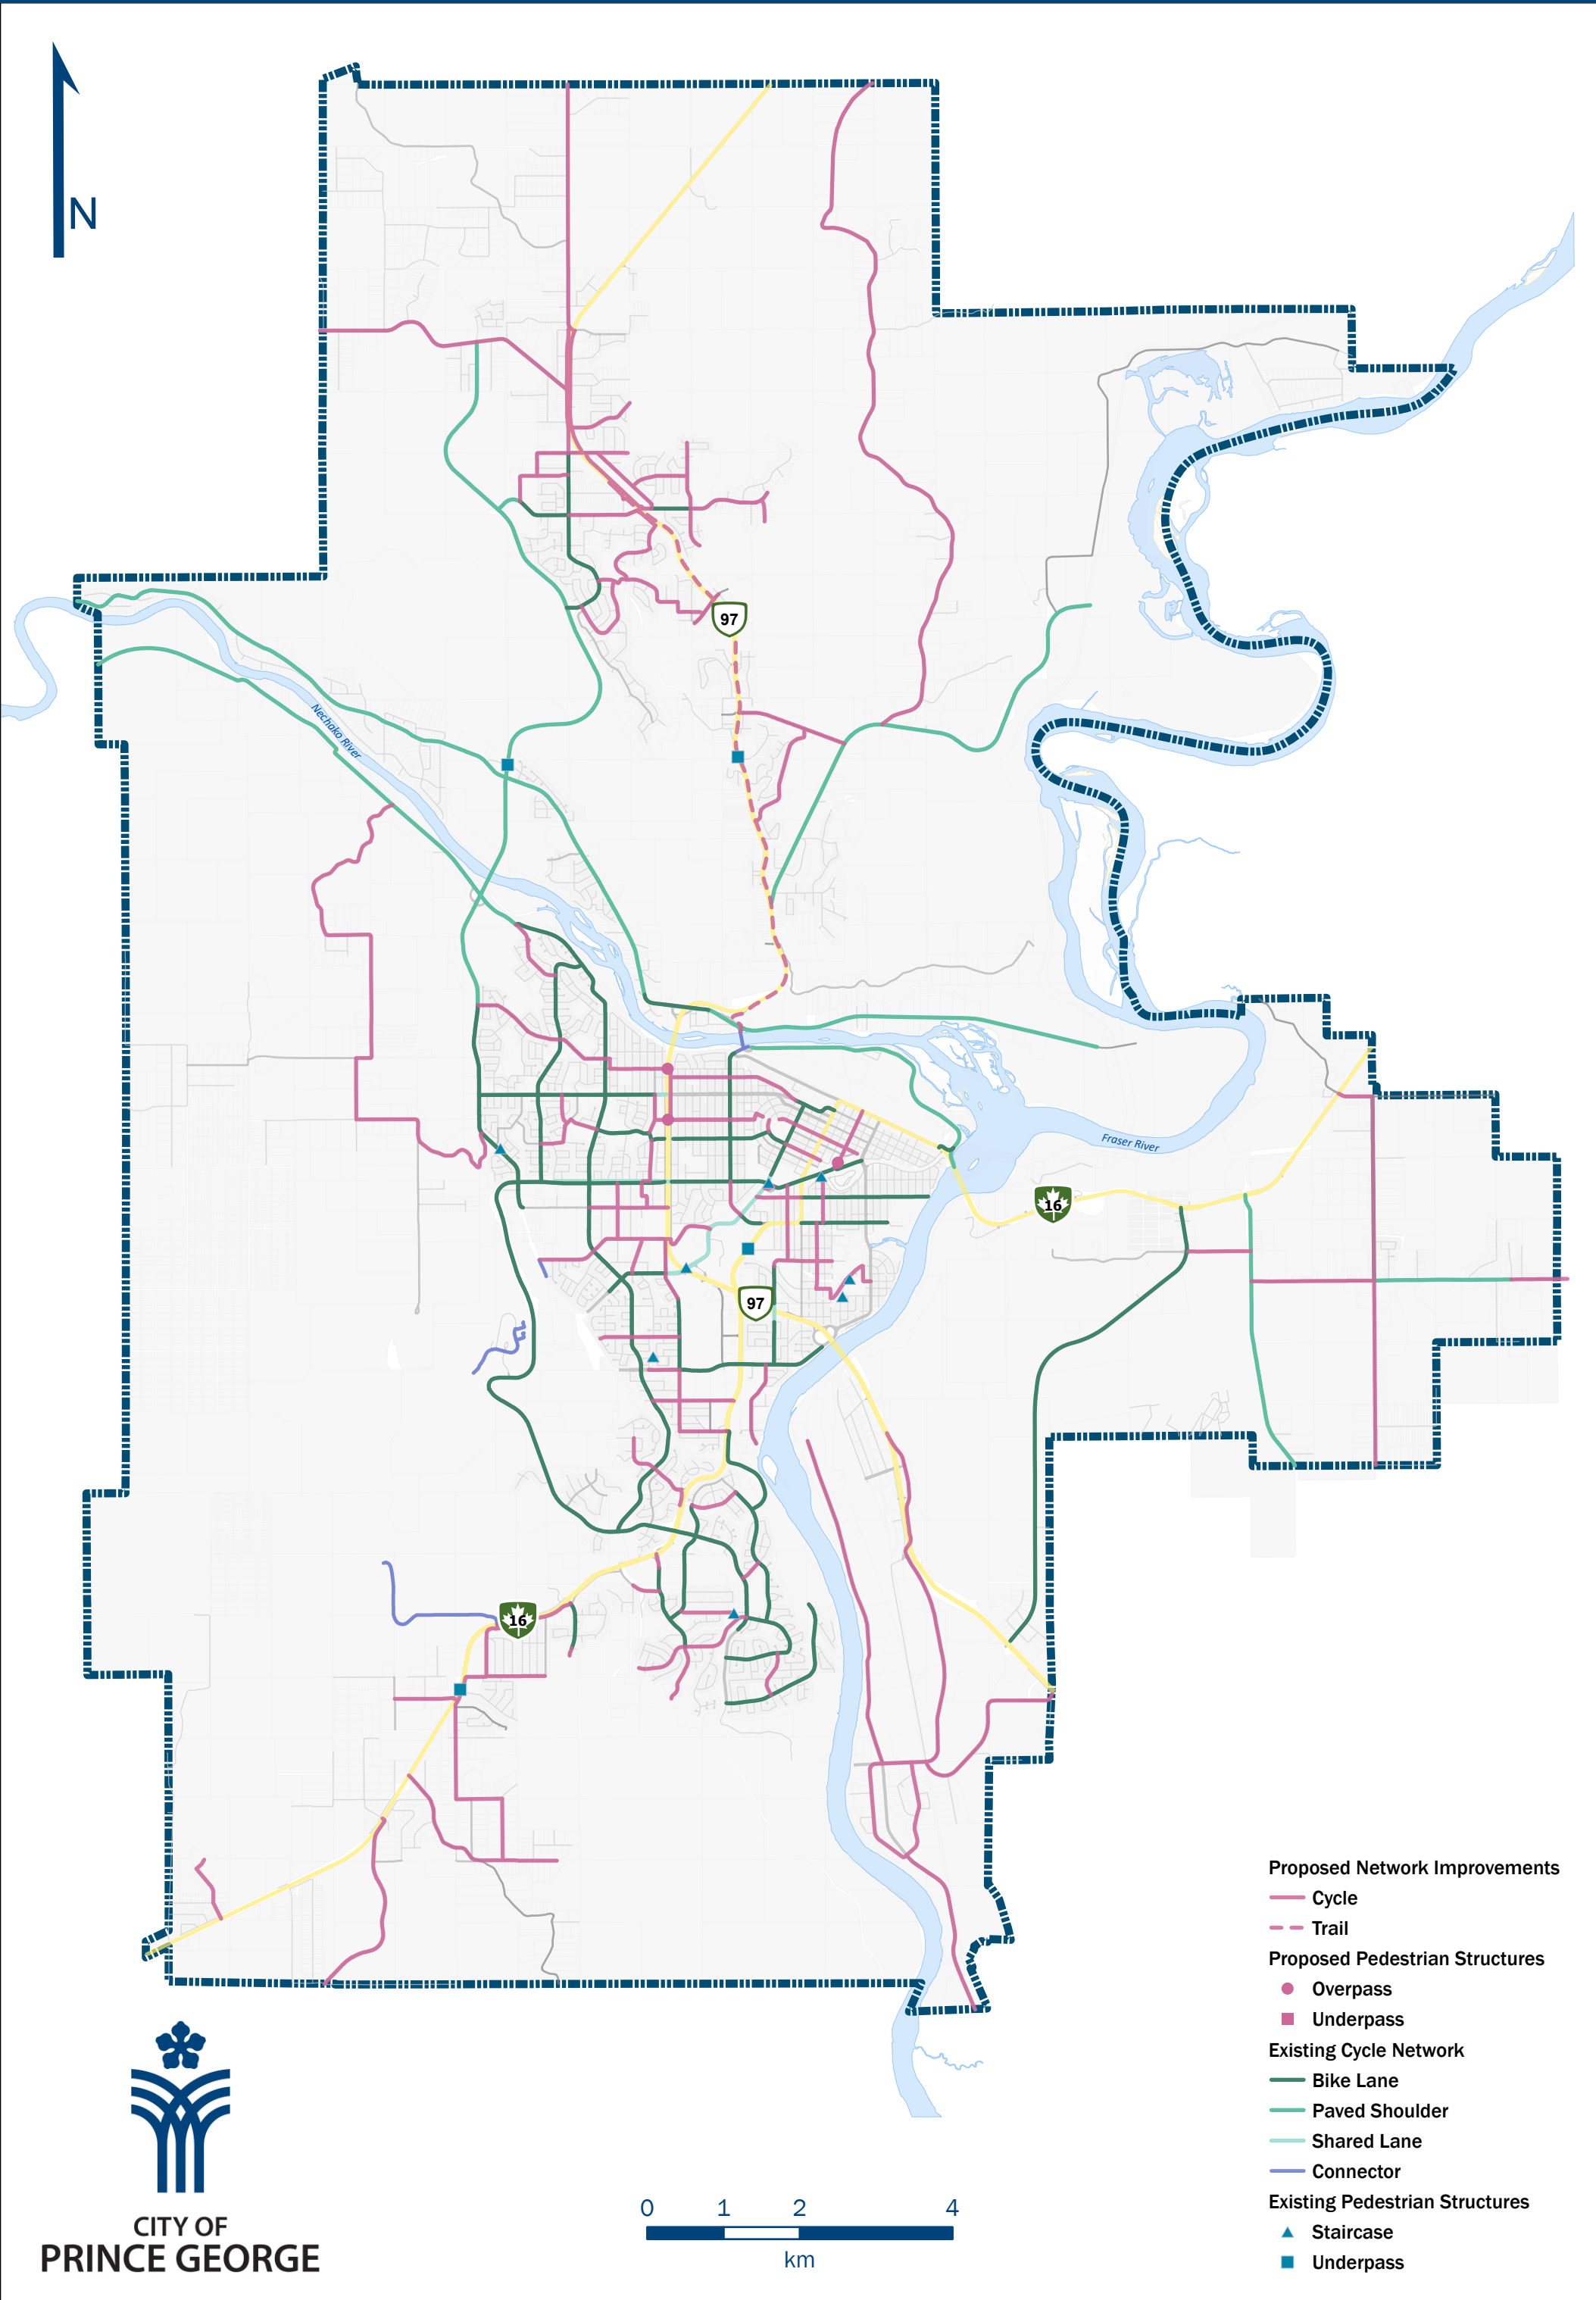 N
97
Nechako River
Fraser River
16
97
16
Proposed Network Improvements
Cycle
Trail
Proposed Pedestrian Structures
Overpass
Underpass
Existing Cycle Network
Bike Lane
Paved Shoulder
Shared Lane
Connector
Existing Pedestrian Structures
Staircase
Underpass
0 1 2 4
km
CITY OF
PRINCE GEORGE